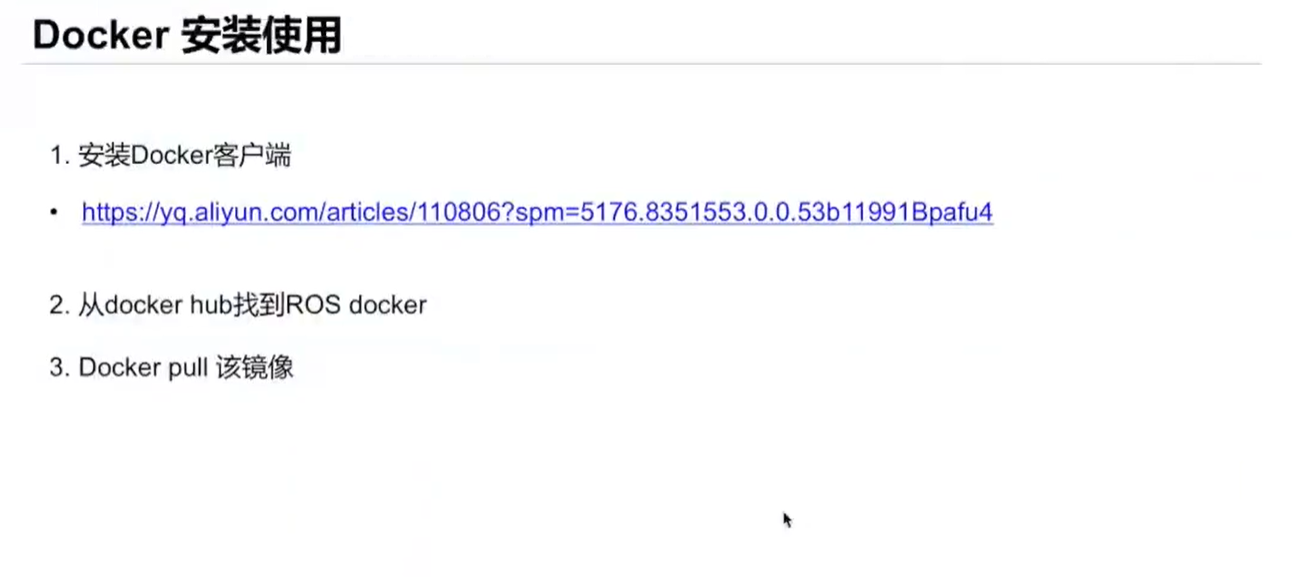 Docker 安装使用
1. 安装Docker客户端
• https://yq.aliyun.com/articles/110806?spm=5176.8351553.0.0.53b11991Bpafu4
2. 从docker hub找到ROS docker
3. Docker pull 该镜像